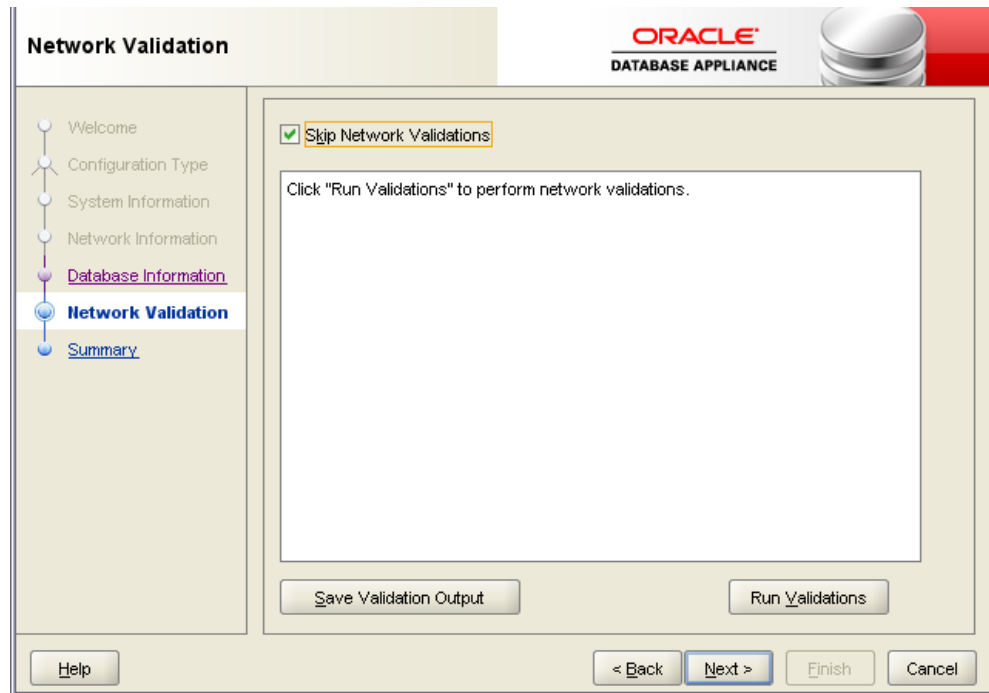 Network Validation
ORACLE
DATABASE APPLIANCE
Welcome
Configuration Type
System Information
Network Information
Database Information
Network Validation
Summary
Skip Network Validations
Click "Run Validations" to perform network validations.
Save Validation Output
Run Validations
Help
< Back
Next >
Finish
Cancel